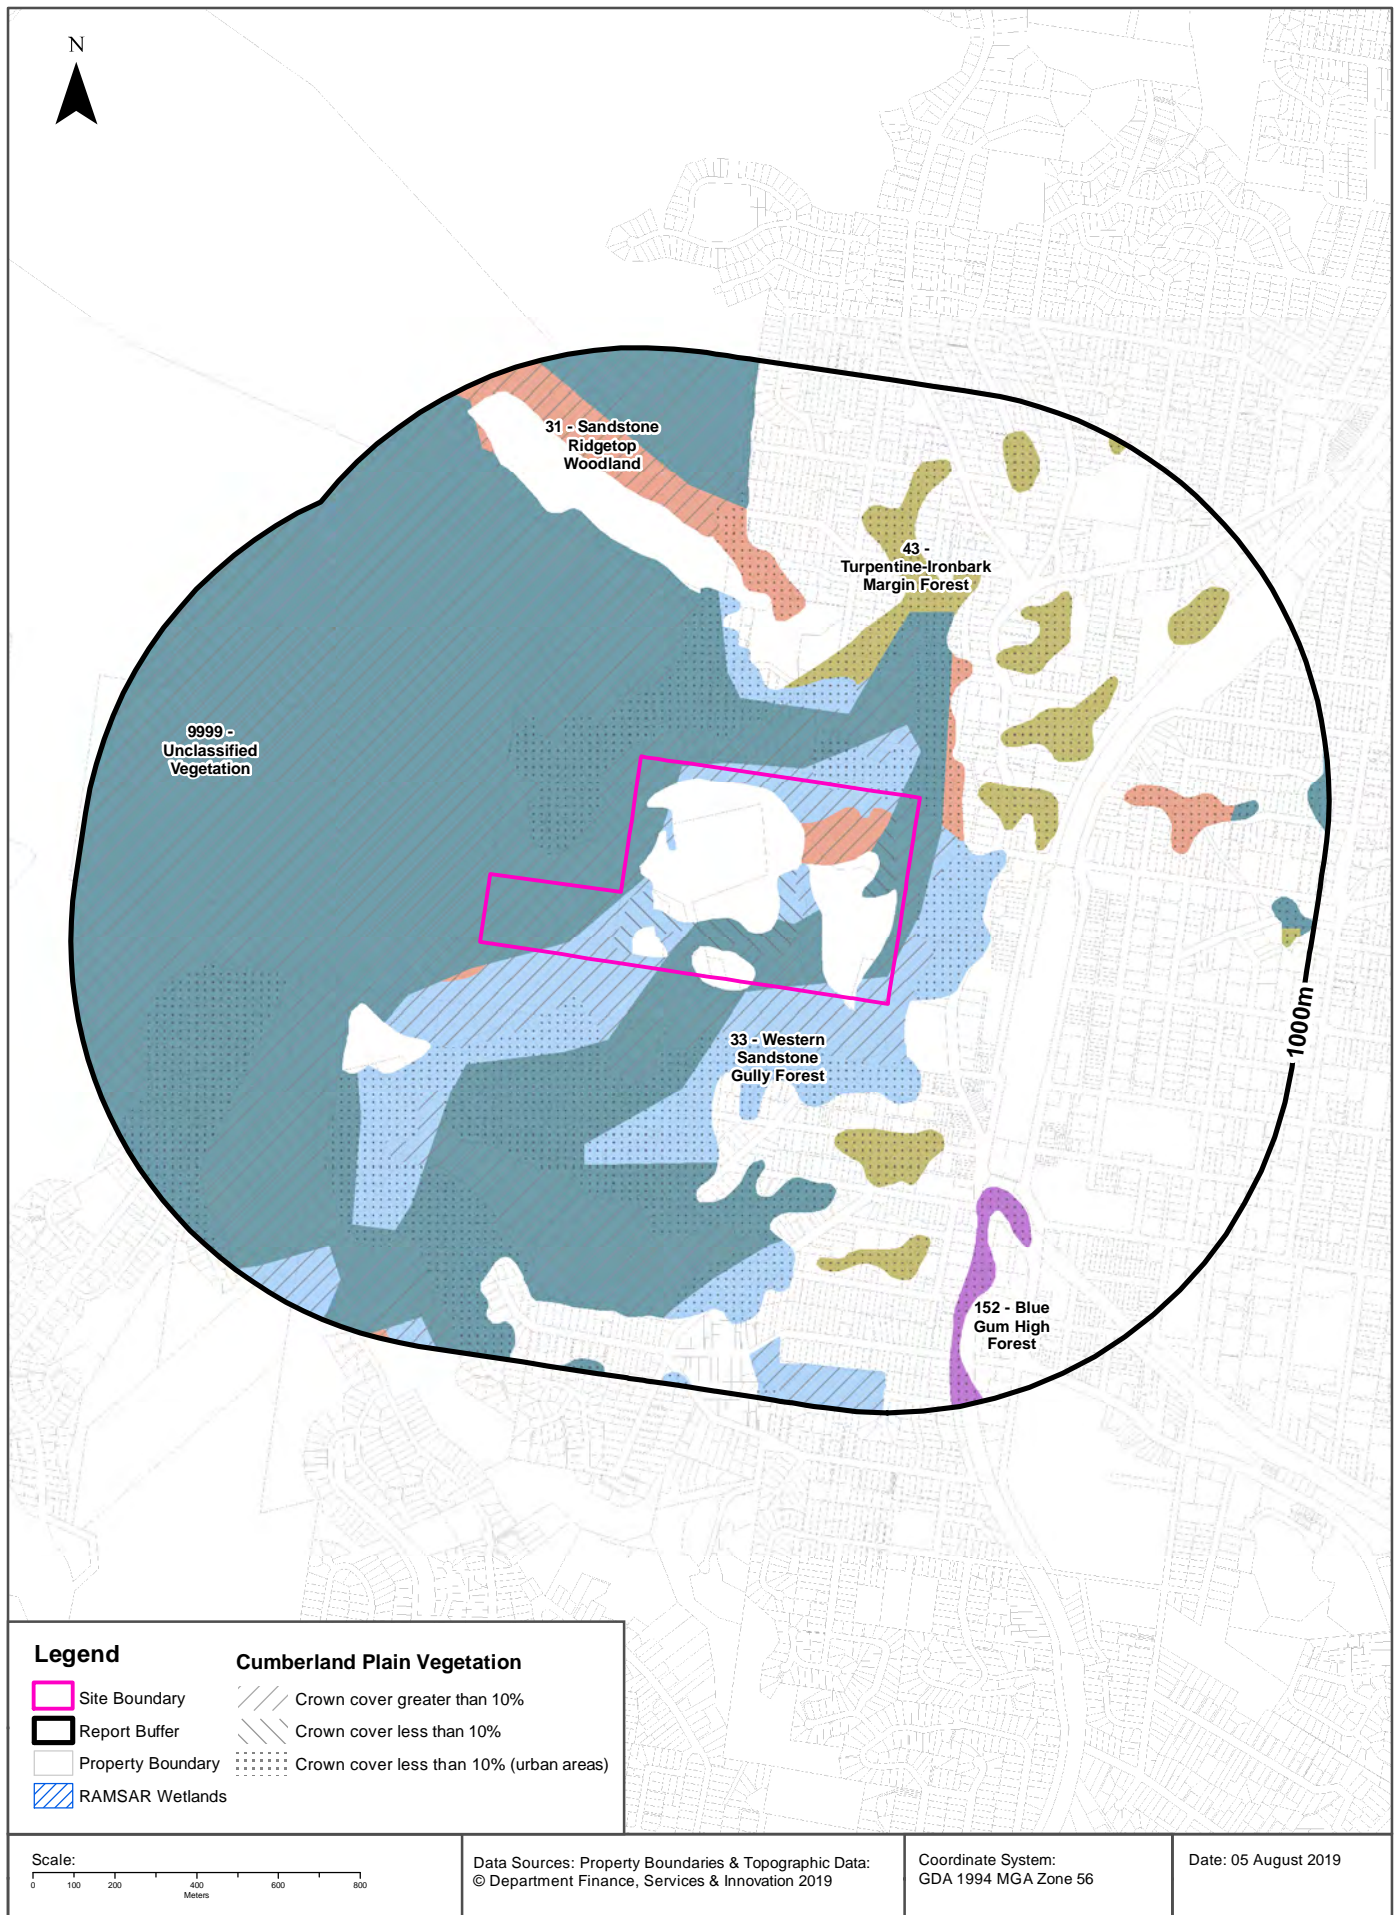 N
31 - Sandstone
Ridgetop
Woodland
43 -
Turpentine-Ironbark
Margin Forest
9999 -
Unclassified
Vegetation
1000m
33 - Western
Sandstone
Gully Forest
152 - Blue
Gum High
Forest
Legend
Site Boundary
Report Buffer
Property Boundary
RAMSAR Wetlands
Cumberland Plain Vegetation
Crown cover greater than 10%
Crown cover less than 10%
Crown cover less than 10% (urban areas)
Scale:
0 100 200 400 600 800
Meters
Data Sources: Property Boundaries & Topographic Data:
© Department Finance, Services & Innovation 2019
Coordinate System:
GDA 1994 MGA Zone 56
Date: 05 August 2019